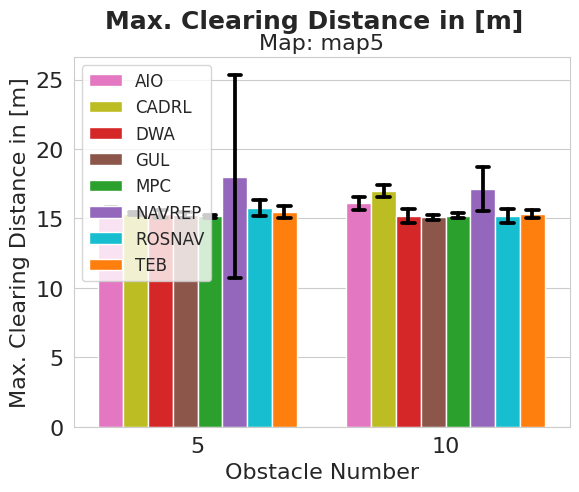 Max. Clearing Distance in [m]
Map: map5
Max. Clearing Distance in [m]
25
20
15
10
5
0
AIO
CADRL
DWA
GUL
MPC
NAVREP
ROSNAV
TEB
5
10
Obstacle Number